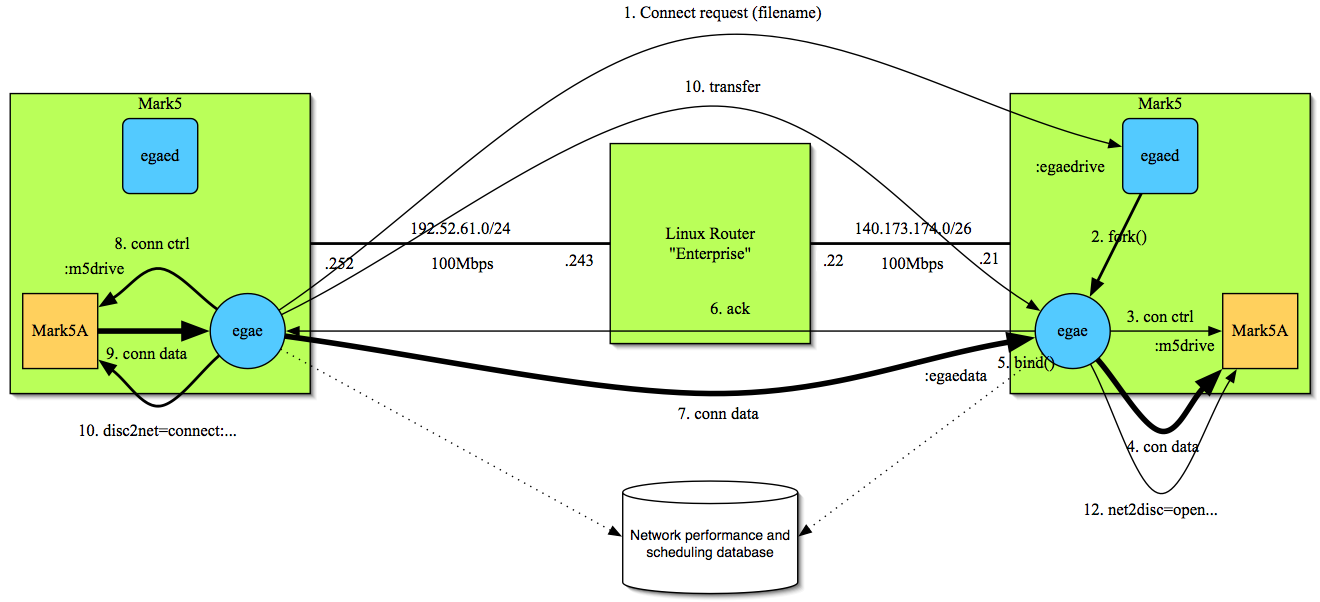 1. Connect request (filename)
10. transfer
Mark5
egaed
8. conn ctrl
:m5drive
Mark5A
egae
9. conn data
10. disc2net=connect:...
192.52.61.0/24
.252
100Mbps
.243
Linux Router
"Enterprise"
6. ack
140.173.174.0/26
.22
100Mbps
.21
Mark5
egaed
:egaedrive
2. fork()
egae
3. con ctrl
:m5drive
Mark5A
5. bind()
:egaedata
7. conn data
4. con data
12. net2disc=open...
Network performance and
scheduling database